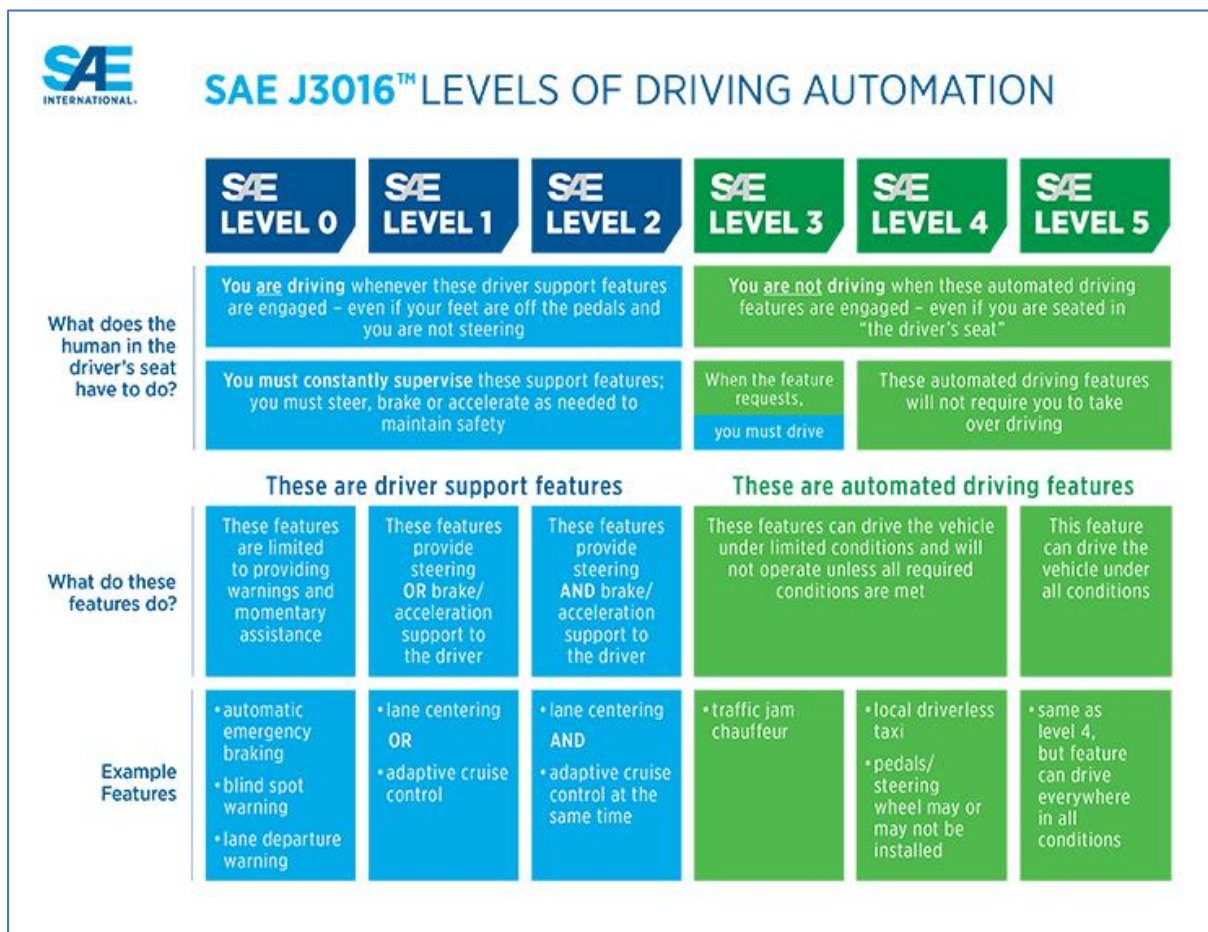 SAE
INTERNATIONAL®
SAE J3016™ LEVELS OF DRIVING AUTOMATION
SAE
LEVEL 0
SAE
LEVEL 1
SAE
LEVEL 2
SAE
LEVEL 3
SAE
LEVEL 4
SAE
LEVEL 5
What does the
human in the
driver's seat
have to do?
You are driving whenever these driver support features
are engaged – even if your feet are off the pedals and
you are not steering
You are not driving when these automated driving
features are engaged – even if you are seated in
“the driver's seat”
You must constantly supervise these support features;
you must steer, brake or accelerate as needed to
maintain safety
When the feature
requests,
you must drive
These automated driving features
will not require you to take
over driving
These are driver support features
These are automated driving features
What do these
features do?
These features
are limited
to providing
warnings and
momentary
assistance
These features
provide
steering
OR brake/
acceleration
support to
the driver
These features
provide
steering
AND brake/
acceleration
support to
the driver
These features can drive the vehicle
under limited conditions and will
not operate unless all required
conditions are met
This feature
can drive the
vehicle under
all conditions
Example
Features
• automatic
emergency
braking
• blind spot
warning
• lane departure
warning
• lane centering
OR
• adaptive cruise
control
• lane centering
AND
• adaptive cruise
control at the
same time
• traffic jam
chauffeur
• local driverless
taxi
• pedals/
steering
wheel may or
may not be
installed
• same as
level 4,
but feature
can drive
everywhere
in all
conditions